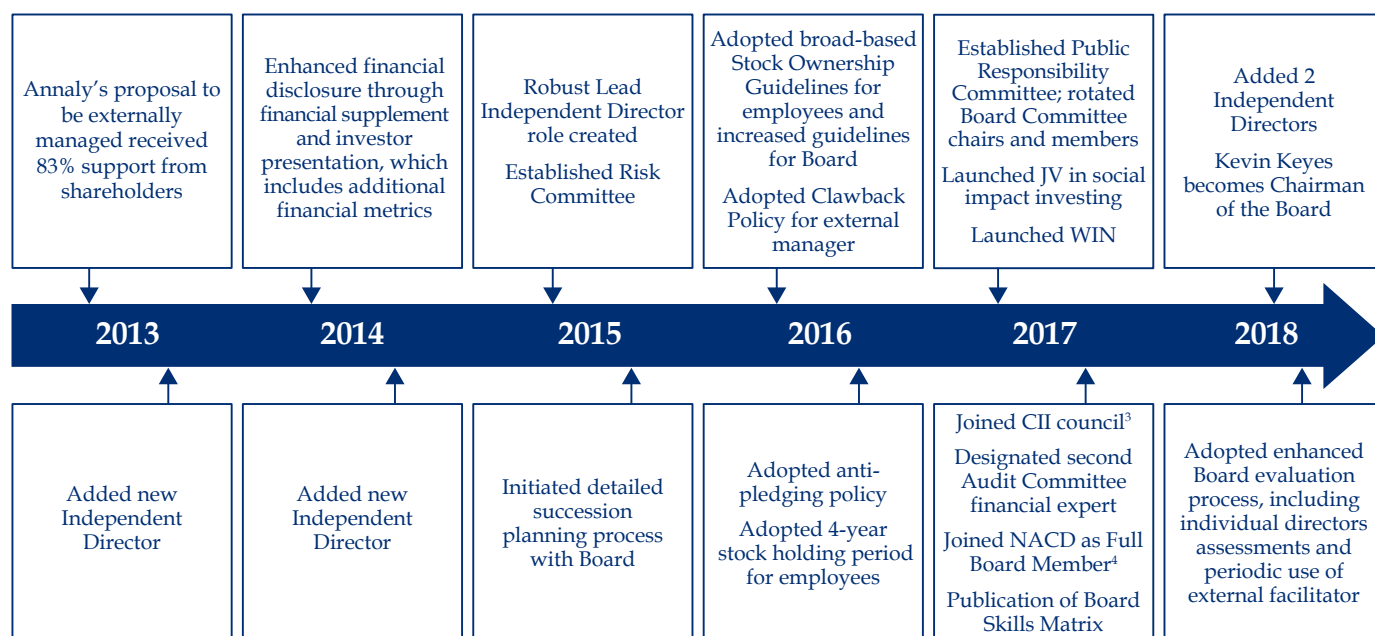 Annaly's proposal to
be externally
managed received
83% support from
shareholders
Enhanced financial
disclosure through
financial supplement
and investor
presentation, which
includes additional
financial metrics
Robust Lead
Independent Director
role created
Established Risk
Committee
Adopted broad-based
Stock Ownership
Guidelines for
employees and
increased guidelines
for Board
Adopted Clawback
Policy for external
manager
Established Public
Responsibility
Committee; rotated
Board Committee
chairs and members
Launched JV in social
impact investing
Launched WIN
Added 2
Independent
Directors
Kevin Keyes
becomes Chairman
of the Board
2013
2014
2015
2016
2017
2018
Added new
Independent
Director
Added new
Independent
Director
Initiated detailed
succession
planning process
with Board
Adopted anti-
pledging policy
Adopted 4-year
stock holding period
for employees
Joined CII council³
Designated second
Audit Committee
financial expert
Joined NACD as Full
Board Member⁴
Publication of Board
Skills Matrix
Adopted enhanced
Board evaluation
process, including
individual directors
assessments and
periodic use of
external facilitator